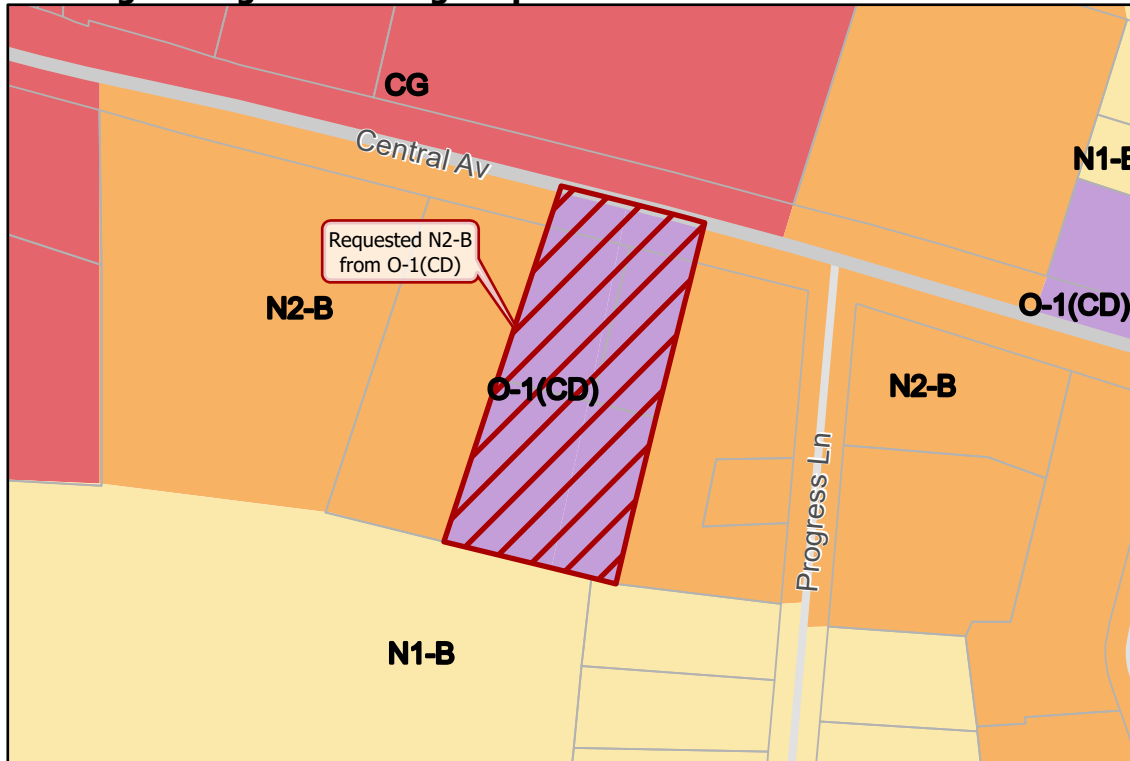 CG
Central Av
N1-B
Requested N2-B
from O-1(CD)
N2-B
O-1(CD)
O-1(CD)
N2-B
Progress Ln
N1-B